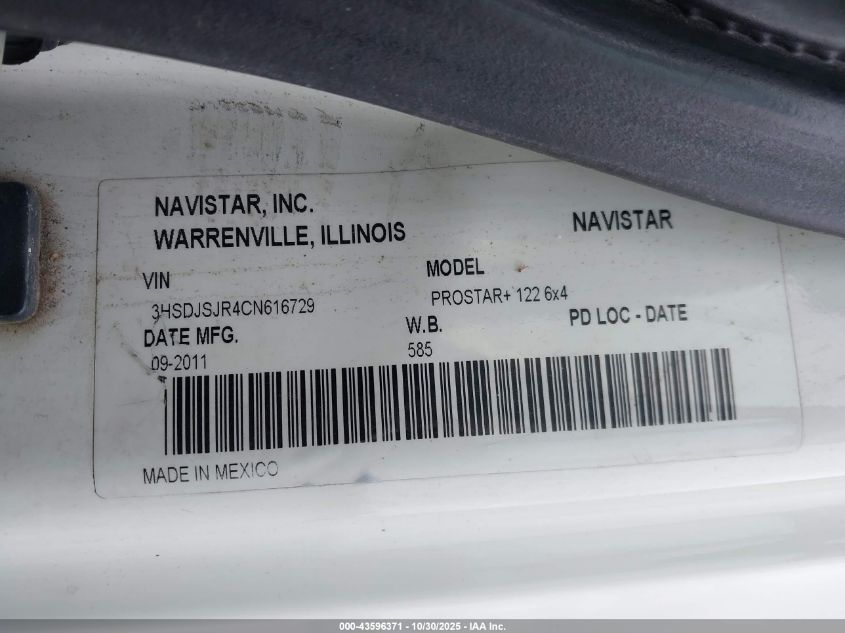 NAVISTAR, INC.
WARRENVILLE, ILLINOIS
NAVISTAR
VIN
MODEL
3HSDJSJR4CN616729
PROSTAR+ 122 6x4
DATE MFG.
W.B.
PD LOC - DATE
09-2011
585
MADE IN MEXICO
000-43596371 - 10/30/2025 - IAA Inc.